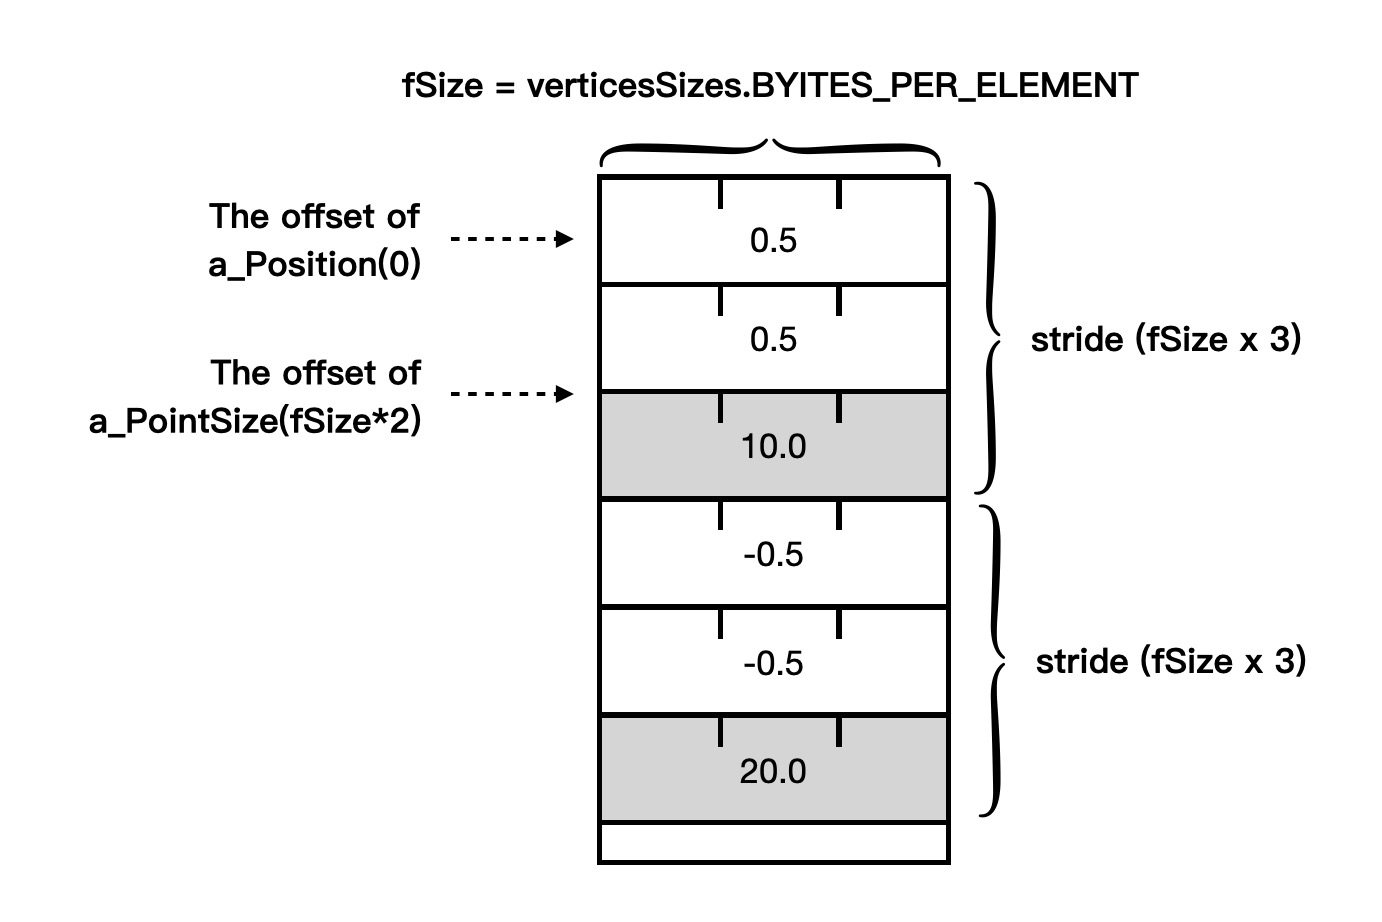 fSize = verticesSizes.BYITES_PER_ELEMENT
The offset of
a_Position(0)
0.5
0.5
stride (fSize x 3)
The offset of
a_PointSize(fSize*2)
10.0
-0.5
-0.5
stride (fSize x 3)
20.0